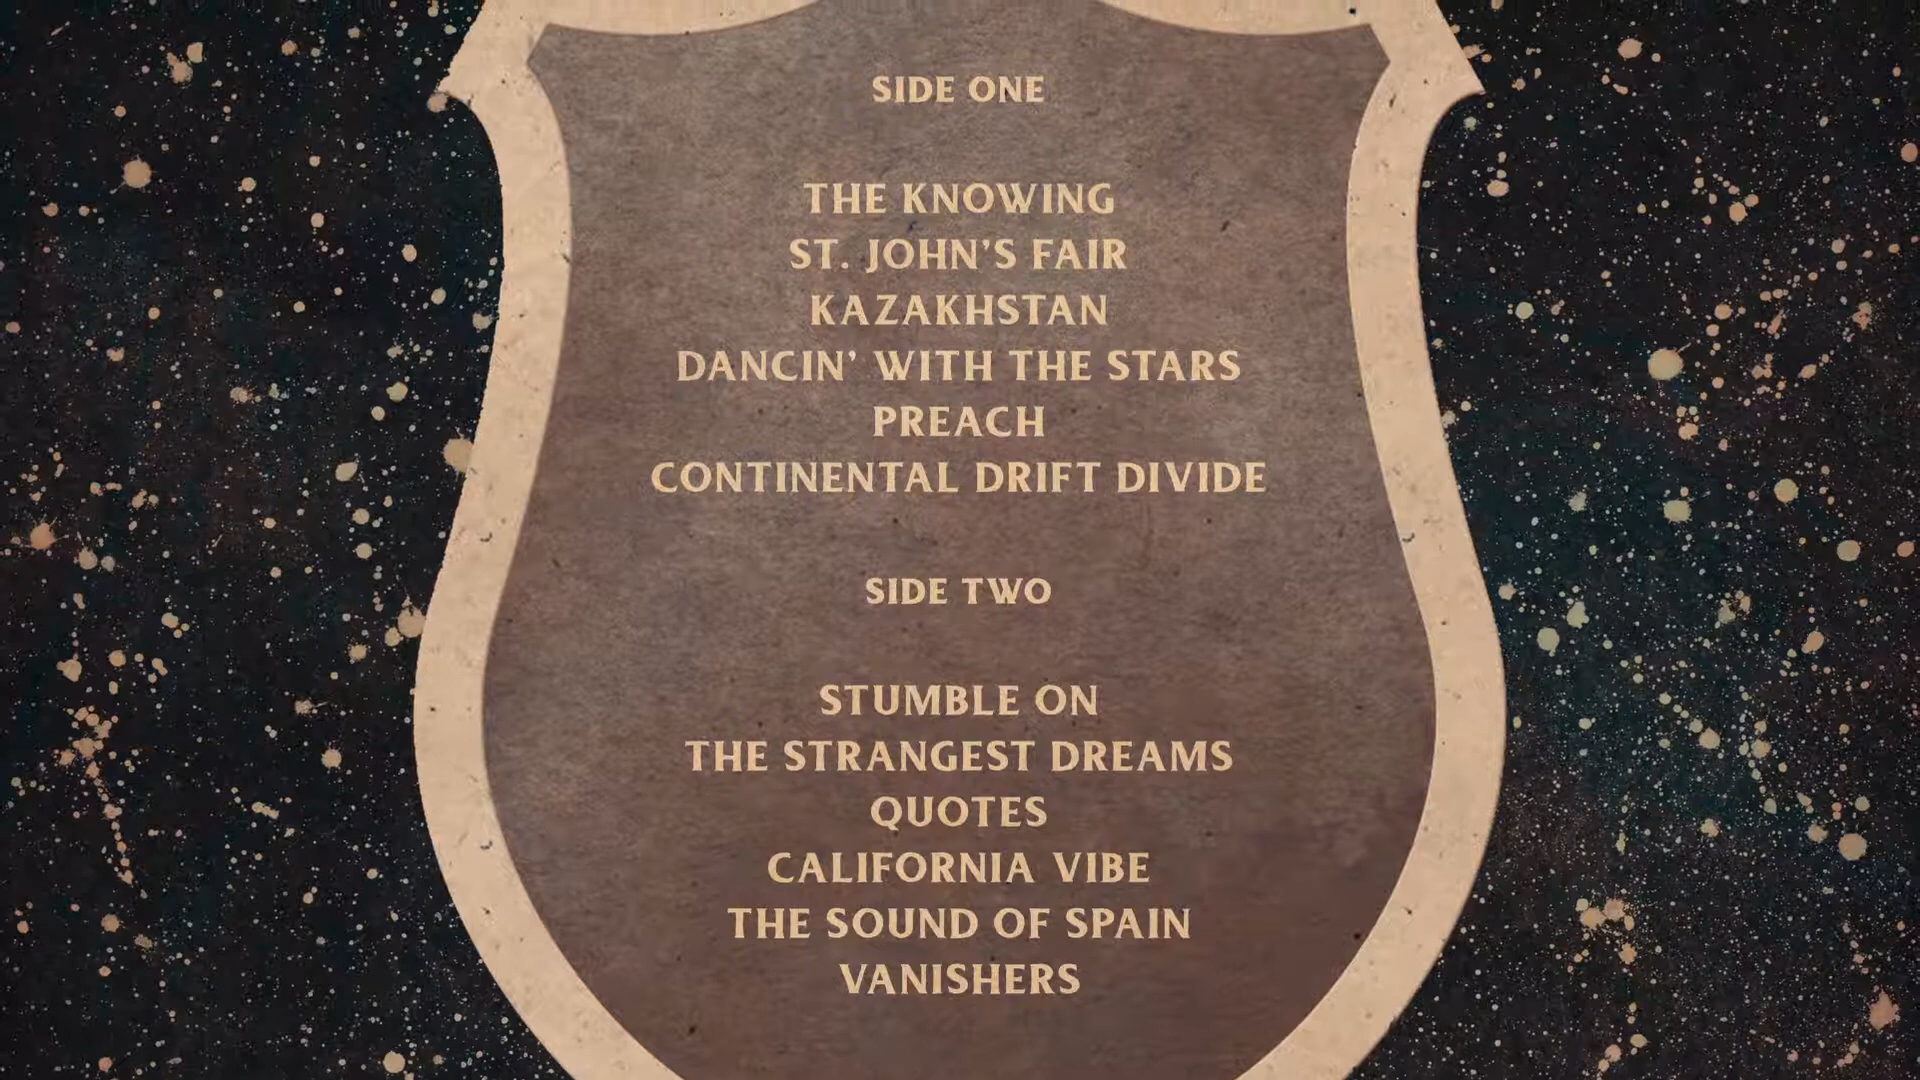 SIDE ONE
THE KNOWING
ST. JOHN’S FAIR
KAZAKHSTAN
DANCIN’ WITH THE STARS
PREACH
CONTINENTAL DRIFT DIVIDE
SIDE TWO
STUMBLE ON
THE STRANGEST DREAMS
QUOTES
CALIFORNIA VIBE
THE SOUND OF SPAIN
VANISHERS